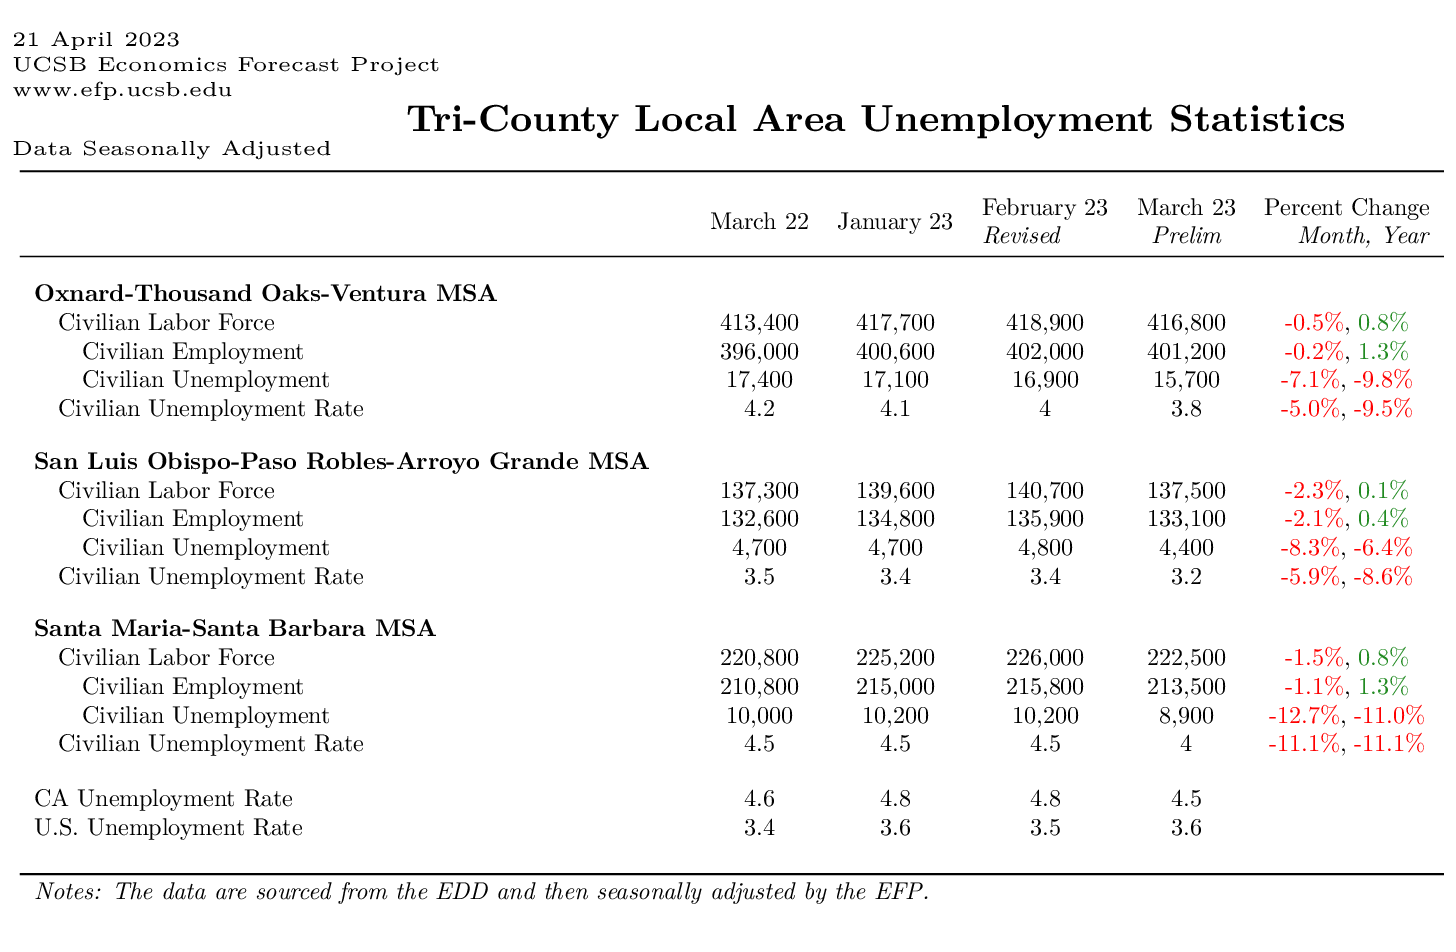 21 April 2023
UCSB Economics Forecast Project
www.efp.ucsb.edu
Tri-County Local Area Unemployment Statistics
Data Seasonally Adjusted
March 22 January 23 February 23 March 23 Percent Change
Revised Prelim Month, Year
Oxnard-Thousand Oaks-Ventura MSA
Civilian Labor Force 413,400 417,700 418,900 416,800 -0.5%, 0.8%
Civilian Employment 396,000 400,600 402,000 401,200 -0.2%, 1.3%
Civilian Unemployment 17,400 17,100 16,900 15,700 -7.1%, -9.8%
Civilian Unemployment Rate 4.2 4.1 4 3.8 -5.0%, -9.5%
San Luis Obispo-Paso Robles-Arroyo Grande MSA
Civilian Labor Force 137,300 139,600 140,700 137,500 -2.3%, 0.1%
Civilian Employment 132,600 134,800 135,900 133,100 -2.1%, 0.4%
Civilian Unemployment 4,700 4,700 4,800 4,400 -8.3%, -6.4%
Civilian Unemployment Rate 3.5 3.4 3.4 3.2 -5.9%, -8.6%
Santa Maria-Santa Barbara MSA
Civilian Labor Force 220,800 225,200 226,000 222,500 -1.5%, 0.8%
Civilian Employment 210,800 215,000 215,800 213,500 -1.1%, 1.3%
Civilian Unemployment 10,000 10,200 10,200 8,900 -12.7%, -11.0%
Civilian Unemployment Rate 4.5 4.5 4.5 4 -11.1%, -11.1%
CA Unemployment Rate 4.6 4.8 4.8 4.5
U.S. Unemployment Rate 3.4 3.6 3.5 3.6
Notes: The data are sourced from the EDD and then seasonally adjusted by the EFP.